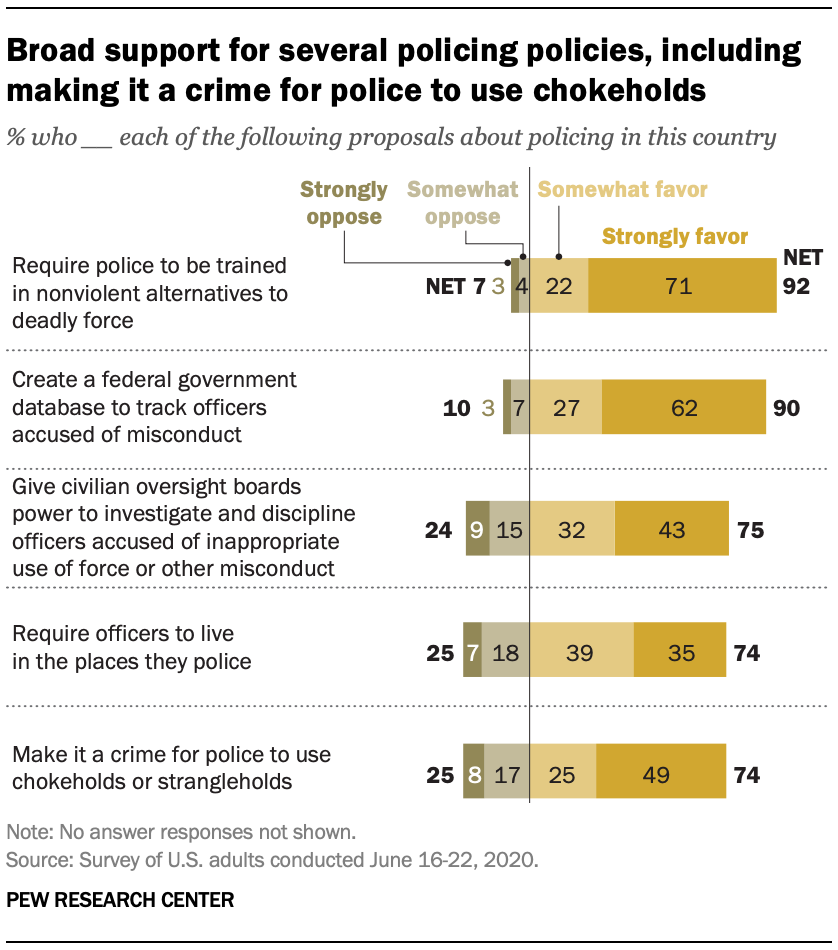 Broad support for several policing policies, including
making it a crime for police to use chokeholds
% who __ each of the following proposals about policing in this country
Strongly
oppose
Somewhat
oppose
Somewhat favor
Strongly favor
Require police to be trained
in nonviolent alternatives to
deadly force
NET 7 3 4 22 71 NET
92
Create a federal government
database to track officers
accused of misconduct
10 3 7 27 62 90
Give civilian oversight boards
power to investigate and discipline
officers accused of inappropriate
use of force or other misconduct
24 9 15 32 43 75
Require officers to live
in the places they police
25 7 18 39 35 74
Make it a crime for police to use
chokeholds or strangleholds
25 8 17 25 49 74
Note: No answer responses not shown.
Source: Survey of U.S. adults conducted June 16-22, 2020.
PEW RESEARCH CENTER